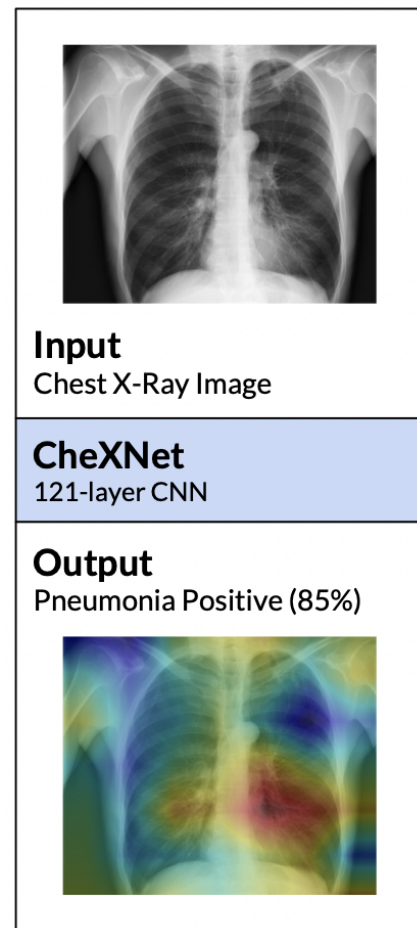 Input
Chest X-Ray Image
CheXNet
121-layer CNN
Output
Pneumonia Positive (85%)